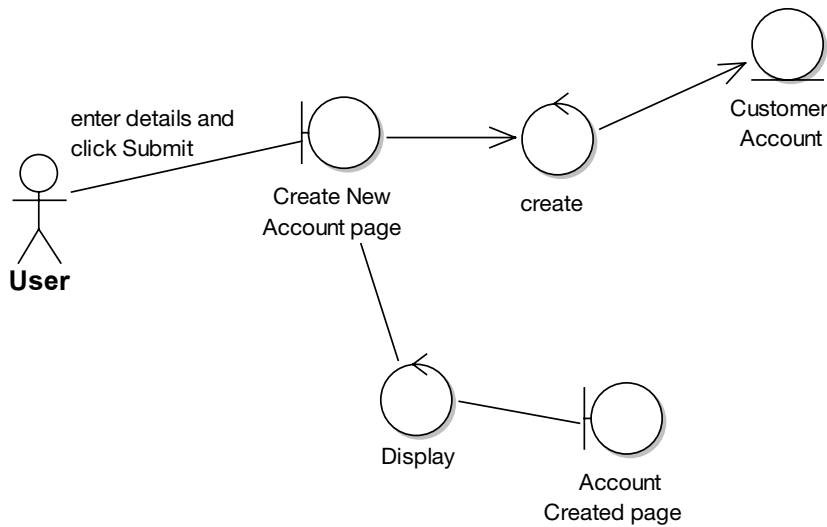 enter details and
click Submit
User
Create New
Account page
create
Customer
Account
Display
Account
Created page